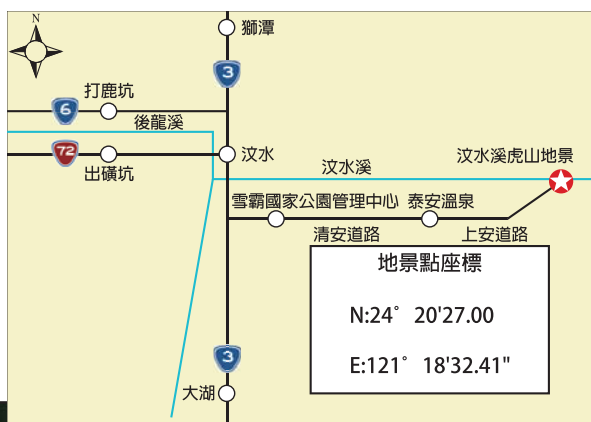 N
獅潭
3
打鹿坑
6
後龍溪
72
汶水
出磺坑
汶水溪
汶水溪虎山地景
雪霸國家公園管理中心
泰安溫泉
清安道路
上安道路
地景點座標
N:24° 20'27.00
E:121° 18'32.41"
3
大湖